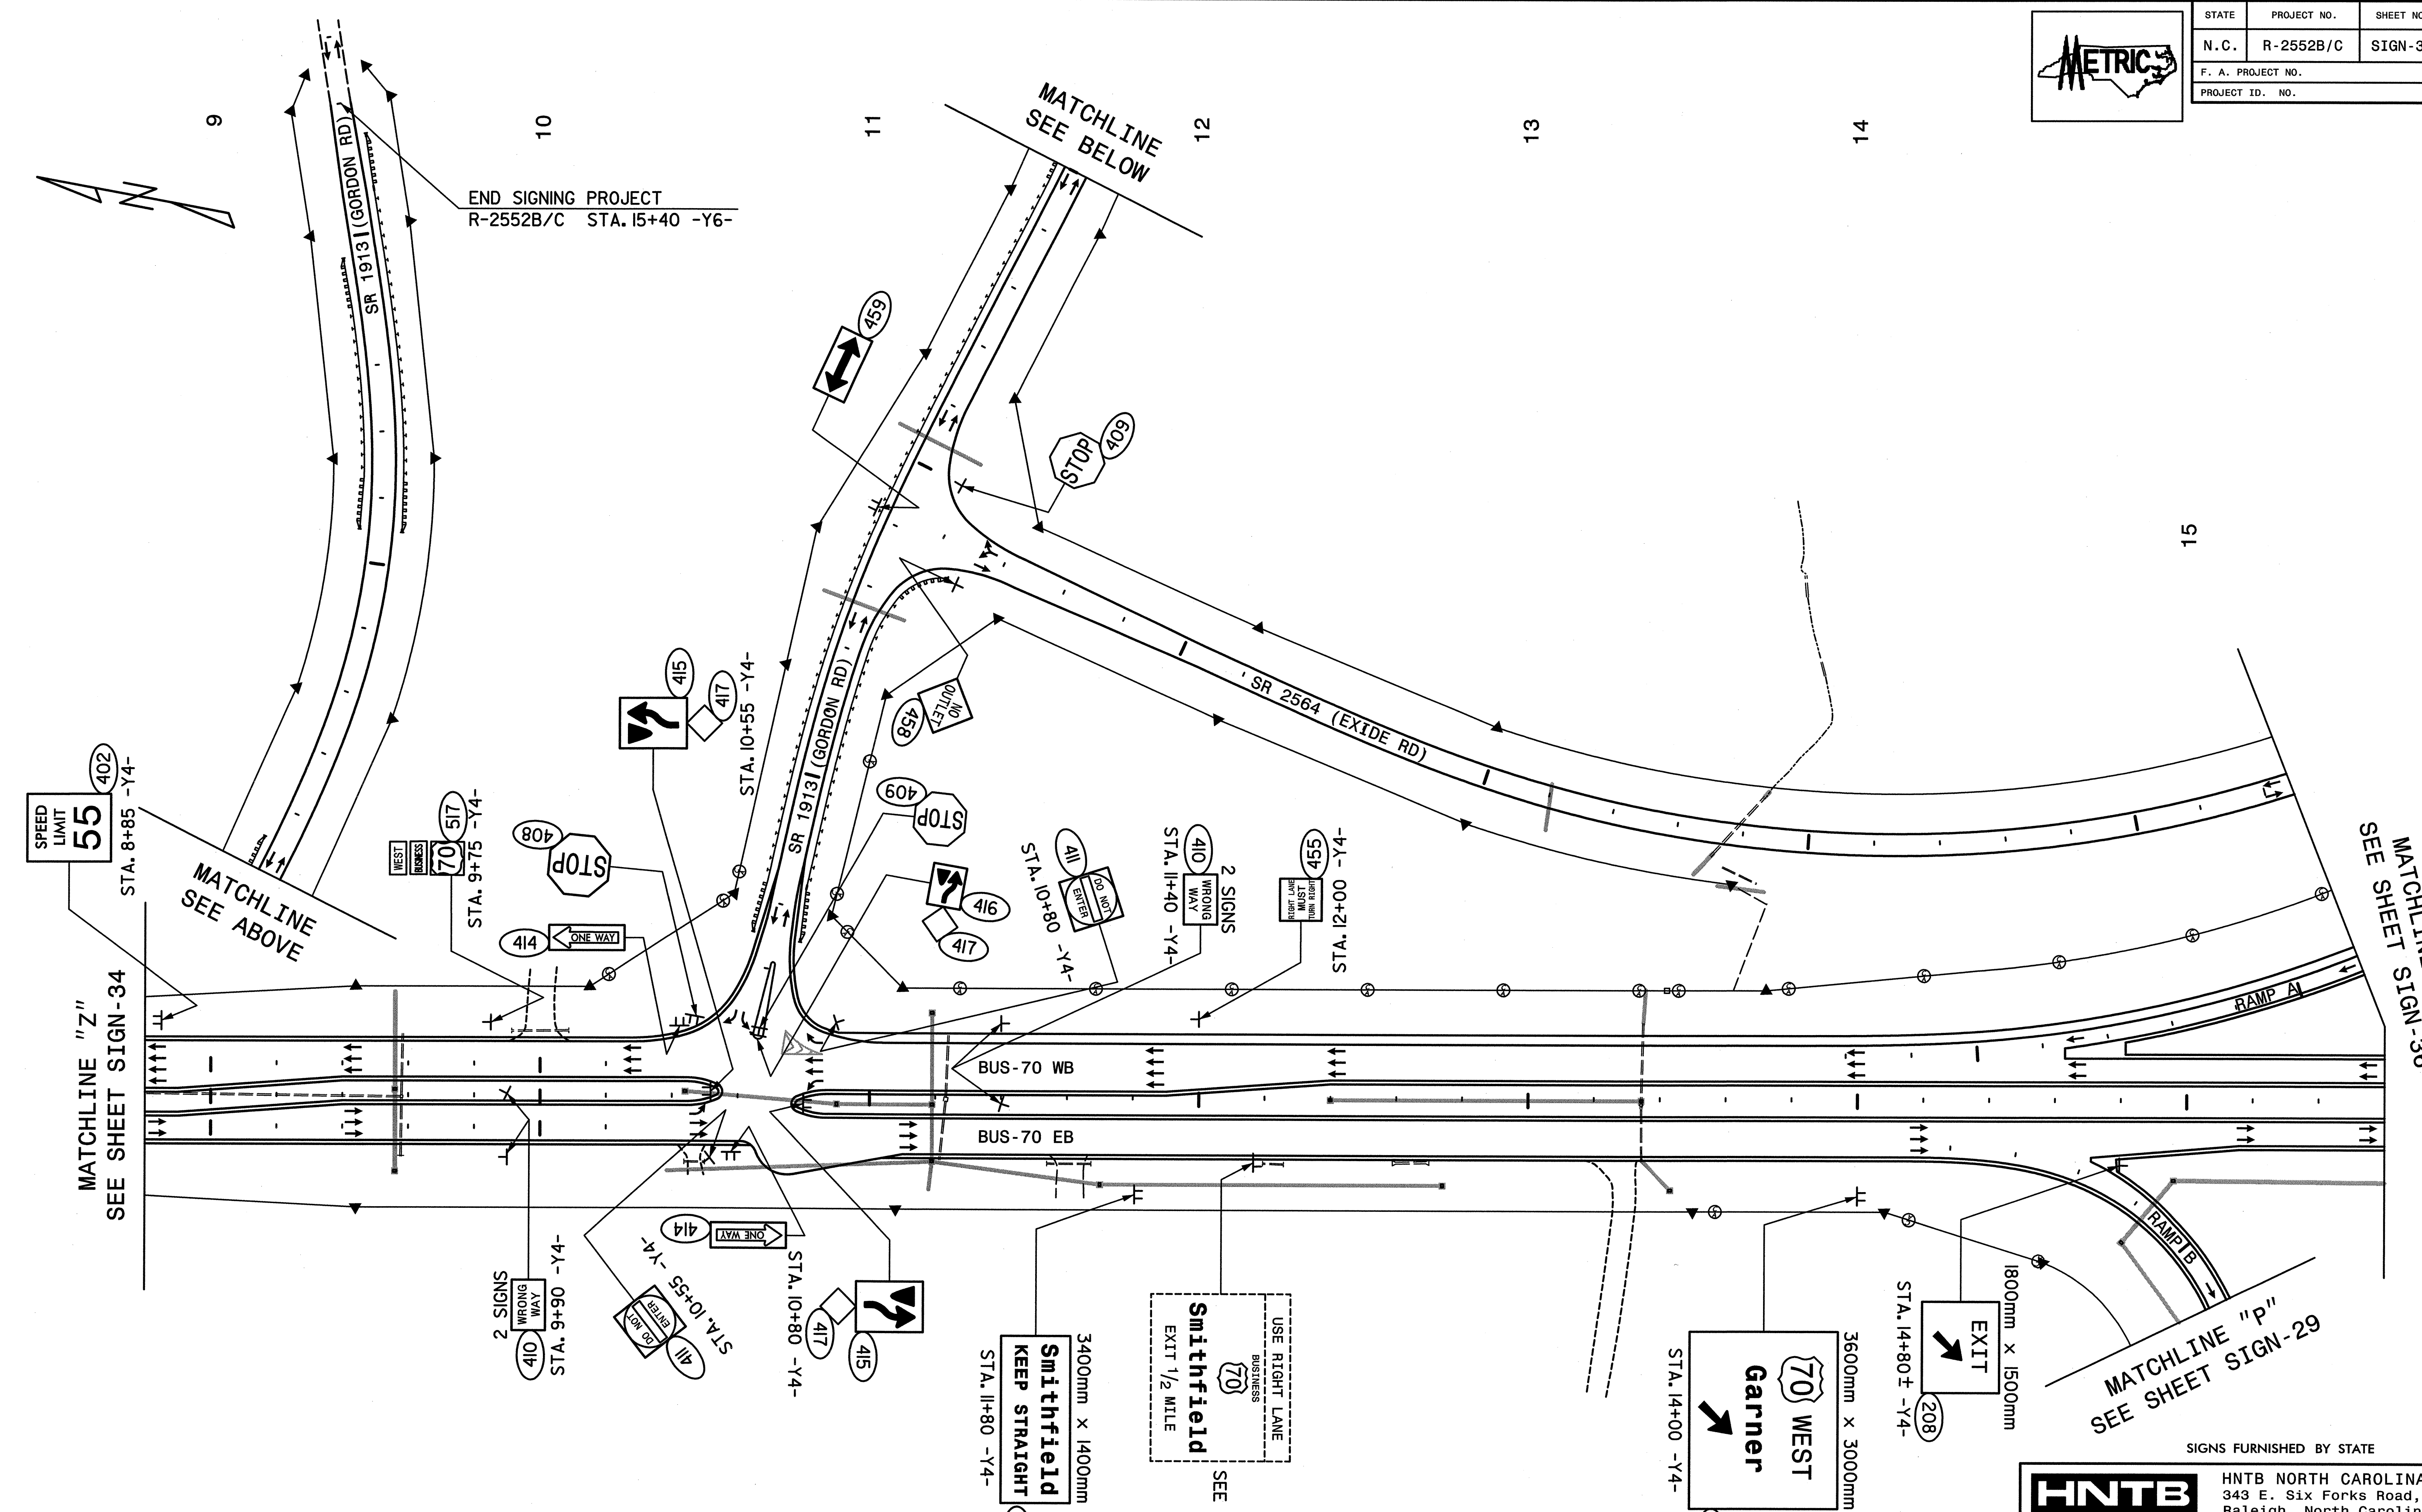 STATE
PROJECT NO.
SHEET NO
N.C.
R-2552B/C
SIGN-3
F. A. PROJECT NO.
PROJECT ID. NO.
METRIC
9
10
11
12
13
14
15
MATCHLINE
SEE BELOW
END SIGNING PROJECT
R-2552B/C STA. 15+40 -Y6-
SR 1913 (GORDON RD)
N
459
STOP
409
SR 2564 (EXIDE RD)
SR 1913 (GORDON RD)
415
417
STA. 10+55 -Y4-
NO
OUTLET
458
SPEED
LIMIT
55
402
STA. 8+85 -Y4-
MATCHLINE
SEE ABOVE
WEST
BUSINESS
70
517
STA. 9+75 -Y4-
408
STOP
409
STOP
414
ONE WAY
416
417
DO NOT
ENTER
411
STA. 10+80 -Y4-
WRONG
WAY
410
2 SIGNS
STA. 11+40 -Y4-
RIGHT LANE
MUST
TURN RIGHT
455
STA. 12+00 -Y4-
MATCHLINE "Z"
SEE SHEET SIGN-34
MATCHLINE
SEE SHEET SIGN-36
RAMP A
BUS-70 WB
BUS-70 EB
RAMP B
414
ONE WAY
STA. 10+80 -Y4-
2 SIGNS
WRONG
WAY
410
STA. 9+90 -Y4-
DO NOT
ENTER
411
STA. 10+55 -Y4-
417
415
Smithfield
KEEP STRAIGHT
3400mm x 1400mm
STA. 11+80 -Y4-
USE RIGHT LANE
BUSINESS
70
Smithfield
EXIT 1/2 MILE
SEE
70 WEST
Garner
3600mm x 3000mm
STA. 14+00 -Y4-
EXIT
1800mm x 1500mm
208
STA. 14+80± -Y4-
MATCHLINE "P"
SEE SHEET SIGN-29
SIGNS FURNISHED BY STATE
HNTB
HNTB NORTH CAROLINA
343 E. Six Forks Road,
Raleigh, North Carolin